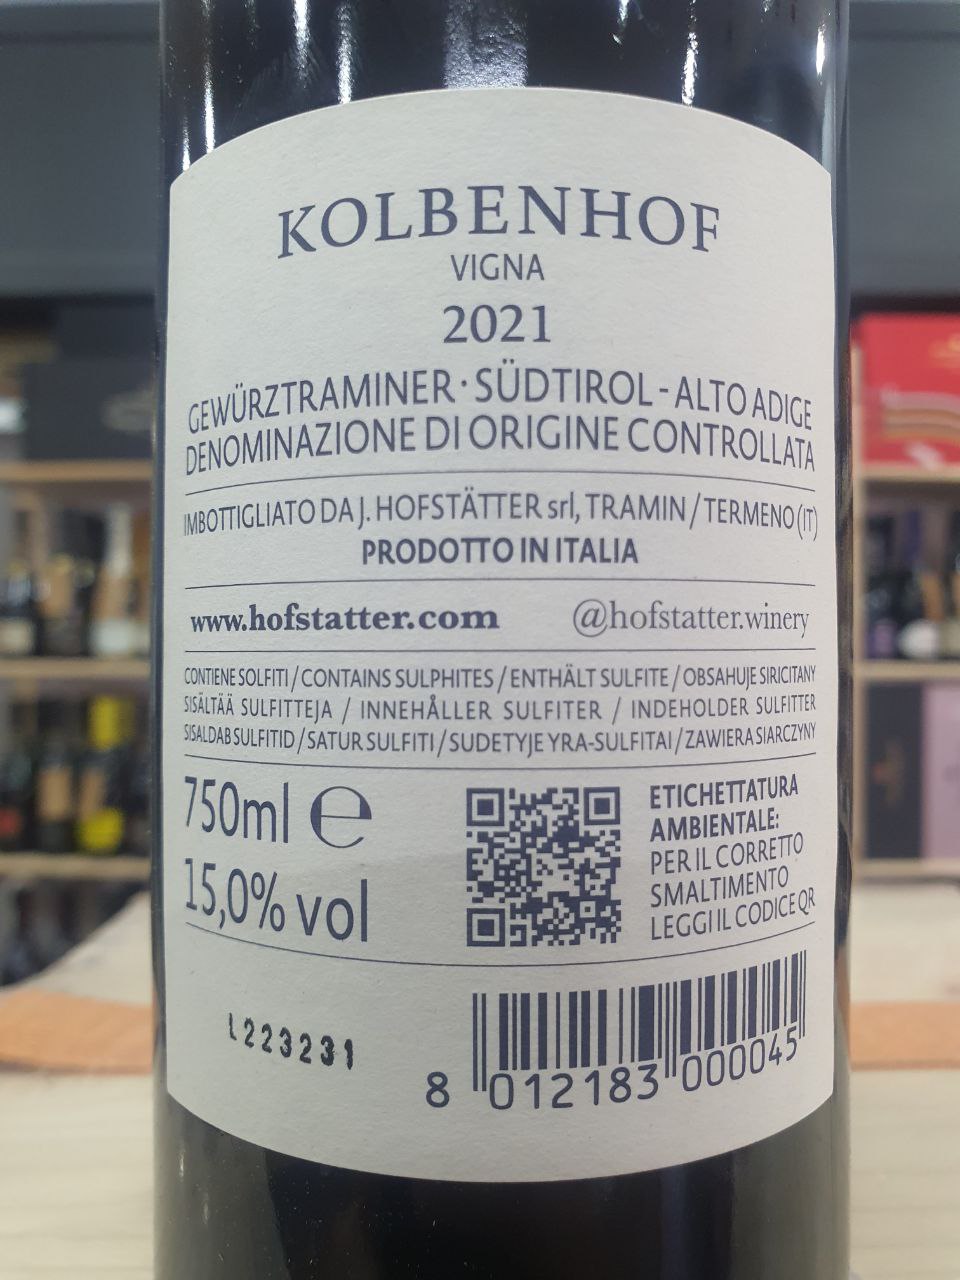 KOLBENHOF
VIGNA
2021
GEWÜRZTRAMINER · SÜDTIROL - ALTO ADIGE
DENOMINAZIONE DI ORIGINE CONTROLLATA
IMBOTTIGLIATO DA J. HOFSTÄTTER srl, TRAMIN / TERMENO (IT)
PRODOTTO IN ITALIA
www.hofstatter.com @hofstatter.winery
CONTIENE SOLFITI / CONTAINS SULPHITES / ENTHÄLT SULFITE / OBSAHUJE SIRICITANY
SISÄLTÄÄ SULFITTEJA / INNEHÅLLER SULFITER / INDEHOLDER SULFITTER
SISALDAB SULFITID / SATUR SULFITI / SUDETYJE YRA-SULFITAI / ZAWIERA SIARCZYNY
750ml ℮
15,0% vol
ETICHETTATURA
AMBIENTALE:
PER IL CORRETTO
SMALTIMENTO
LEGGI IL CODICE QR
L223231
8 012183 000045